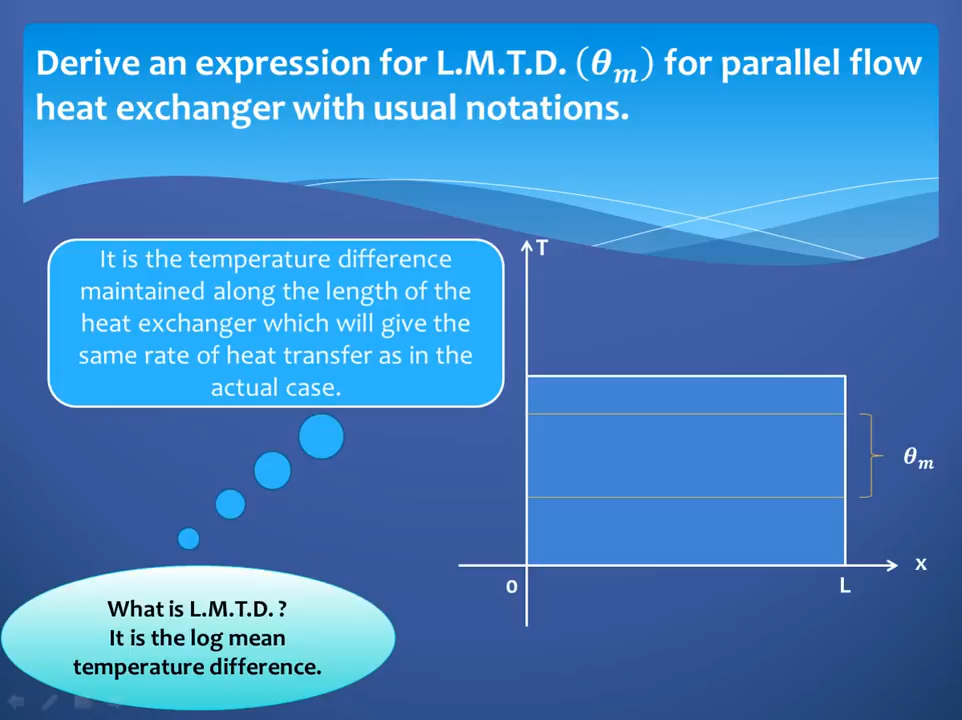 Derive an expression for L.M.T.D. (θₘ) for parallel flow
heat exchanger with usual notations.
It is the temperature difference
maintained along the length of the
heat exchanger which will give the
same rate of heat transfer as in the
actual case.
T
θₘ
x
0
L
What is L.M.T.D. ?
It is the log mean
temperature difference.